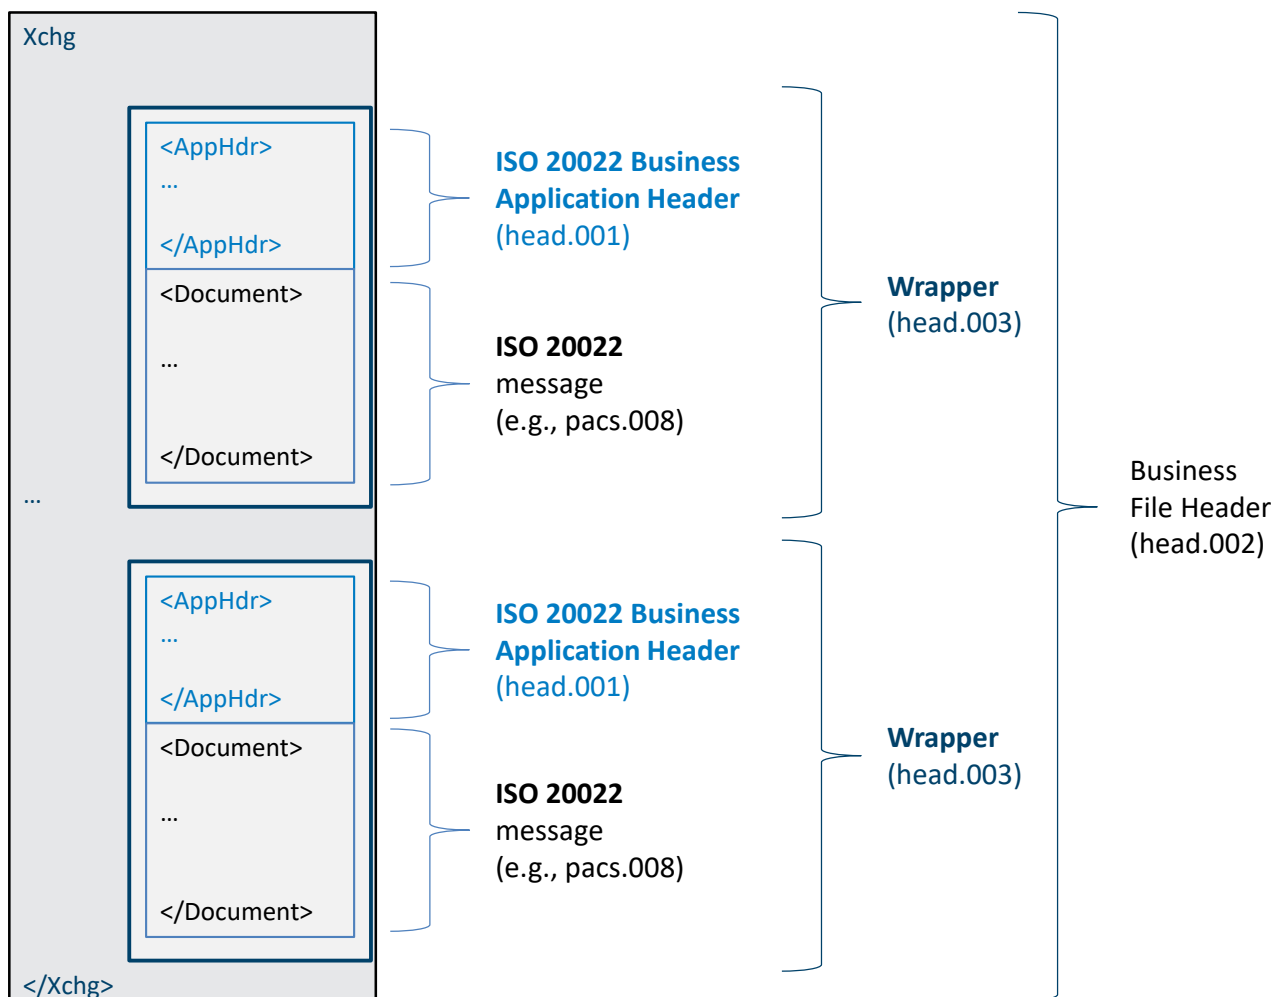 Xchg
<AppHdr>
...
</AppHdr>
<Document>
...
</Document>
ISO 20022 Business
Application Header
(head.001)
ISO 20022
message
(e.g., pacs.008)
Wrapper
(head.003)
...
<AppHdr>
...
</AppHdr>
<Document>
...
</Document>
ISO 20022 Business
Application Header
(head.001)
ISO 20022
message
(e.g., pacs.008)
Wrapper
(head.003)
Business
File Header
(head.002)
</Xchg>